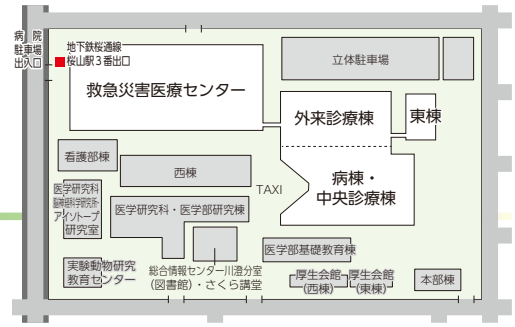 病院
駐車場
出入口
地下鉄桜通線
桜山駅3番出口
救急災害医療センター
立体駐車場
外来診療棟
東棟
看護部棟
西棟
病棟・
中央診療棟
TAXI
医学研究科
アイソトープ
研究室
医学研究科・医学部研究棟
医学部基礎教育棟
実験動物研究
教育センター
総合情報センター川澄分室
(図書館)・さくら講堂
厚生会館
(西棟)
厚生会館
(東棟)
本部棟